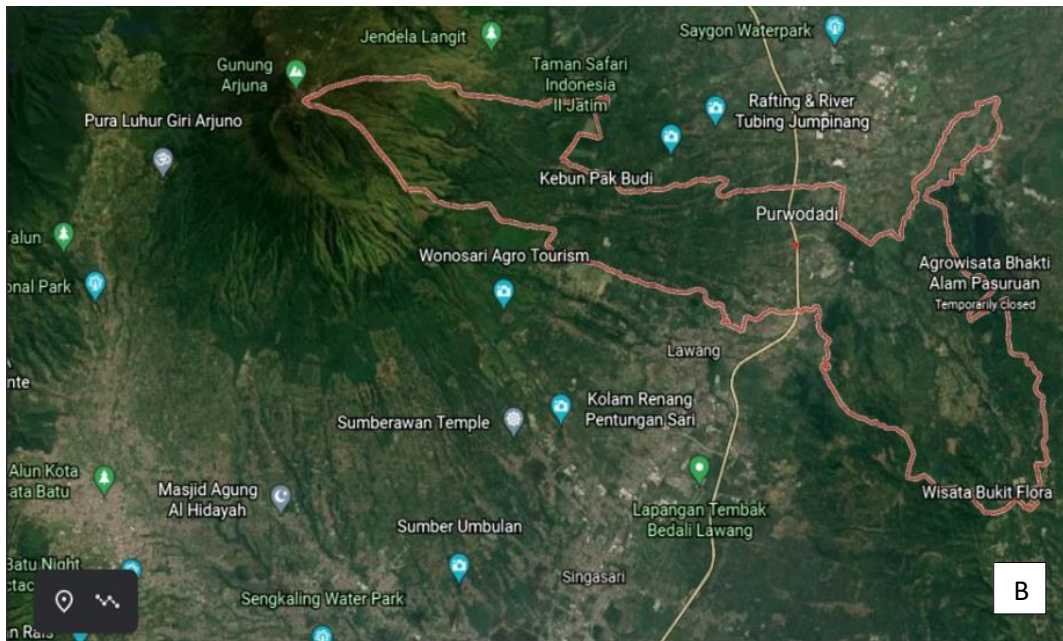 Jendela Langit
Saygon Waterpark
Gunung
Arjuna
Taman Safari
Indonesia
II Jatim
Rafting & River
Tubing Jumpinang
Pura Luhur Giri Arjuno
Kebun Pak Budi
Purwodadi
Talun
Wonosari Agro Tourism
Agrowisata Bhakti
Alam Pasuruan
Temporarily closed
onal Park
Lawang
nte
Kolam Renang
Pentungan Sari
Sumberawan Temple
Alun Kota
ata Batu
Masjid Agung
Al Hidayah
Wisata Bukit Flora
Lapangan Tembak
Bedali Lawang
Sumber Umbulan
Batu Night
ctac
Singasari
Sengkaling Water Park
B
n Rais